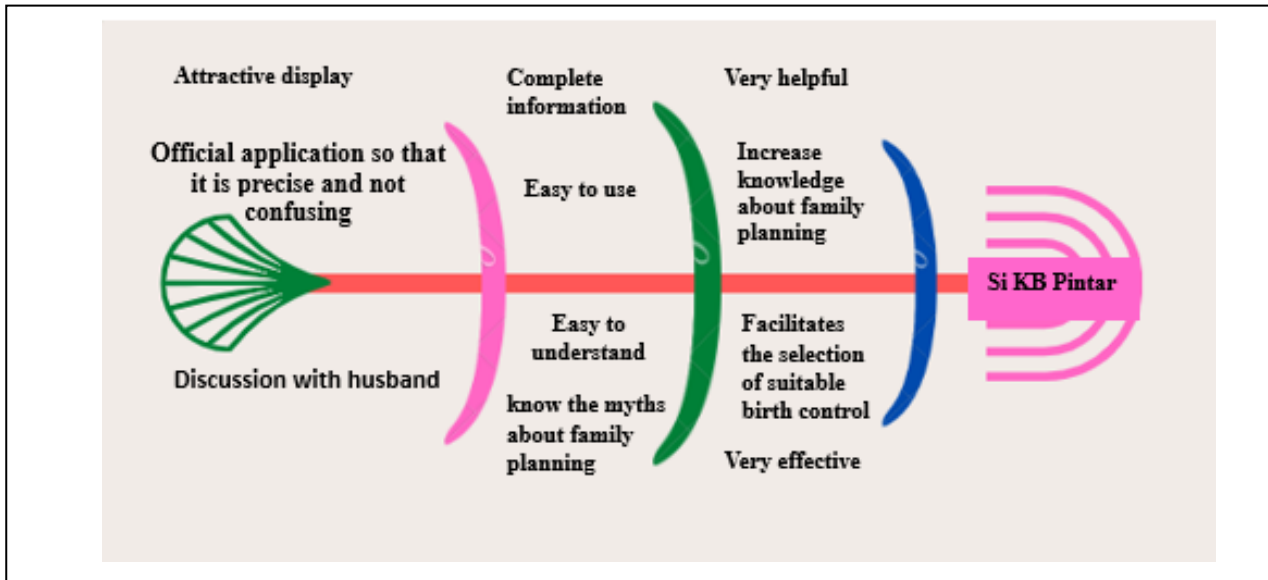 Attractive display
Official application so that
it is precise and not
confusing
Discussion with husband
Complete
information
Easy to use
Easy to
understand
know the myths
about family
planning
Very helpful
Increase
knowledge
about family
planning
Facilitates
the selection
of suitable
birth control
Very effective
Si KB Pintar